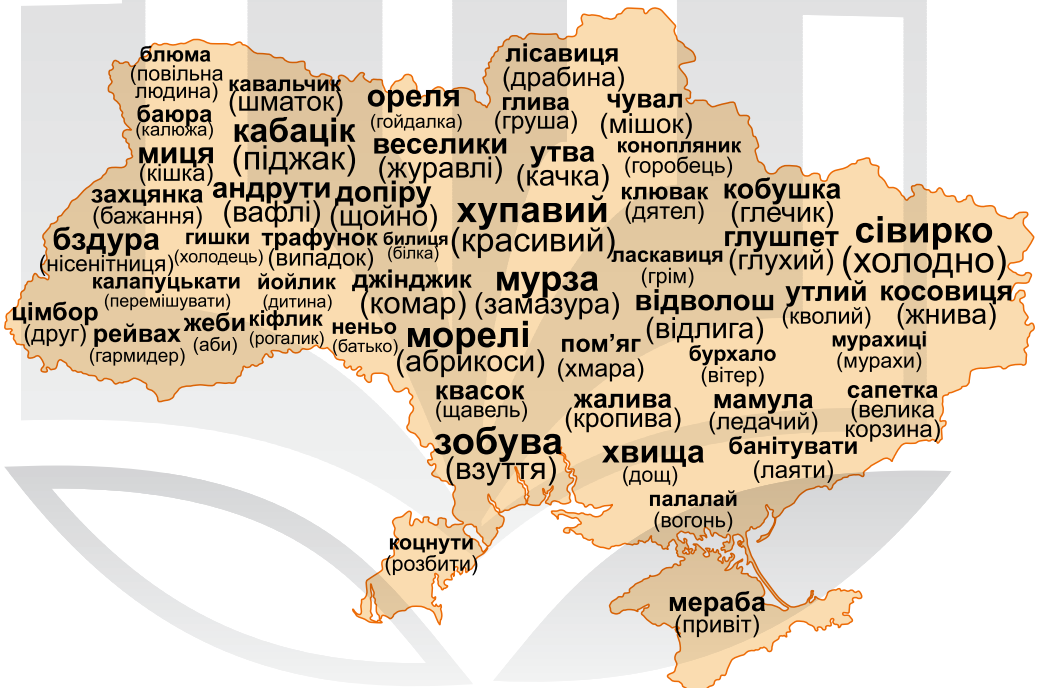 блюма
(повільна
людина)
кавальчик
(шматок)
ореля
(гойдалка)
лісавиця
(драбина)
глива
(груша)
чувал
(мішок)
баюра
(калюжа)
кабацік
(піджак)
веселики
(журавлі)
утва
(качка)
конопляник
(горобець)
миця
(кішка)
захцянка
(бажання)
андрути
(вафлі)
допіру
(щойно)
хупавий
(красивий)
клювак
(дятел)
кобушка
(глечик)
бздура
(нісенітниця)
гишки
(холодець)
трафунок
(випадок)
билиця
(білка)
ласкавиця
(грім)
глушпет
(глухий)
сівирко
(холодно)
калапуцькати
(перемішувати)
йойлик
(дитина)
джінджик
(комар)
мурза
(замазура)
відволош
(відлига)
утлий
(кволий)
косовиця
(жнива)
цімбор
(друг)
рейвах
(гармидер)
жеби
(аби)
кіфлик
(рогалик)
неньо
(батько)
морелі
(абрикоси)
пом’яг
(хмара)
бурхало
(вітер)
мурахиці
(мурахи)
квасок
(щавель)
жалива
(кропива)
мамула
(ледачий)
сапетка
(велика
корзина)
зобува
(взуття)
хвища
(дощ)
банітувати
(лаяти)
палалай
(вогонь)
коцнути
(розбити)
мераба
(привіт)